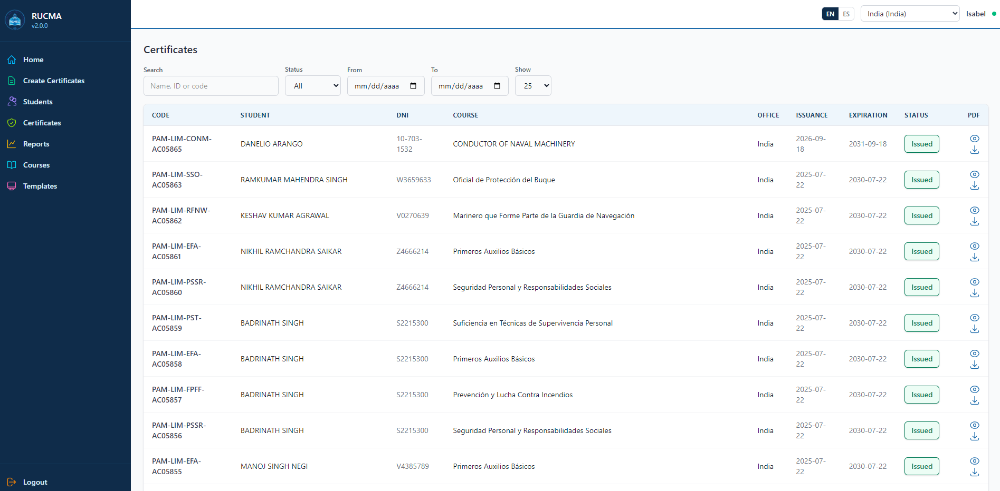 RUCMA
v2.0.0
Home
Create Certificates
Students
Certificates
Reports
Courses
Templates
Logout
EN ES India (India) Isabel
Certificates
Search Status From To Show
Name, ID or code All mm/dd/aaaa mm/dd/aaaa 25
CODE STUDENT DNI COURSE OFFICE ISSUANCE EXPIRATION STATUS PDF
PAM-LIM-CONM-
AC05865
DANELIO ARANGO
10-703-
1532
CONDUCTOR OF NAVAL MACHINERY
India
2026-09-
18
2031-09-18
Issued
PAM-LIM-SSO-
AC05863
RAMKUMAR MAHENDRA SINGH
W3659633
Oficial de Protección del Buque
India
2025-07-
22
2030-07-22
Issued
PAM-LIM-RFNW-
AC05862
KESHAV KUMAR AGRAWAL
V0270639
Marinero que Forme Parte de la Guardia de Navegación
India
2025-07-
22
2030-07-22
Issued
PAM-LIM-EFA-
AC05861
NIKHIL RAMCHANDRA SAIKAR
Z4666214
Primeros Auxilios Básicos
India
2025-07-
22
2030-07-22
Issued
PAM-LIM-PSSR-
AC05860
NIKHIL RAMCHANDRA SAIKAR
Z4666214
Seguridad Personal y Responsabilidades Sociales
India
2025-07-
22
2030-07-22
Issued
PAM-LIM-PST-
AC05859
BADRINATH SINGH
S2215300
Suficiencia en Técnicas de Supervivencia Personal
India
2025-07-
22
2030-07-22
Issued
PAM-LIM-EFA-
AC05858
BADRINATH SINGH
S2215300
Primeros Auxilios Básicos
India
2025-07-
22
2030-07-22
Issued
PAM-LIM-FPFF-
AC05857
BADRINATH SINGH
S2215300
Prevención y Lucha Contra Incendios
India
2025-07-
22
2030-07-22
Issued
PAM-LIM-PSSR-
AC05856
BADRINATH SINGH
S2215300
Seguridad Personal y Responsabilidades Sociales
India
2025-07-
22
2030-07-22
Issued
PAM-LIM-EFA-
AC05855
MANOJ SINGH NEGI
V4385789
Primeros Auxilios Básicos
India
2025-07-
22
2030-07-22
Issued